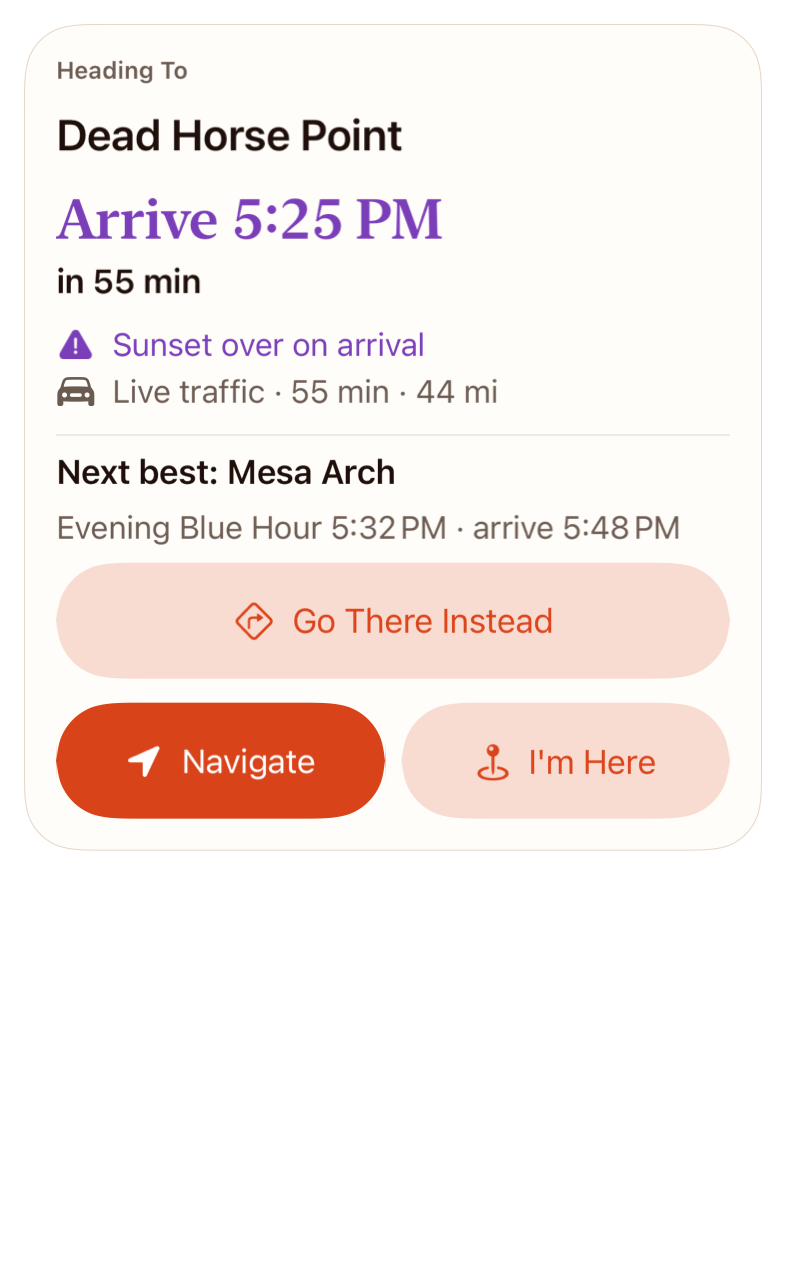 Heading To
Dead Horse Point
Arrive 5:25 PM
in 55 min
Sunset over on arrival
Live traffic · 55 min · 44 mi
Next best: Mesa Arch
Evening Blue Hour 5:32 PM · arrive 5:48 PM
Go There Instead
Navigate
I'm Here